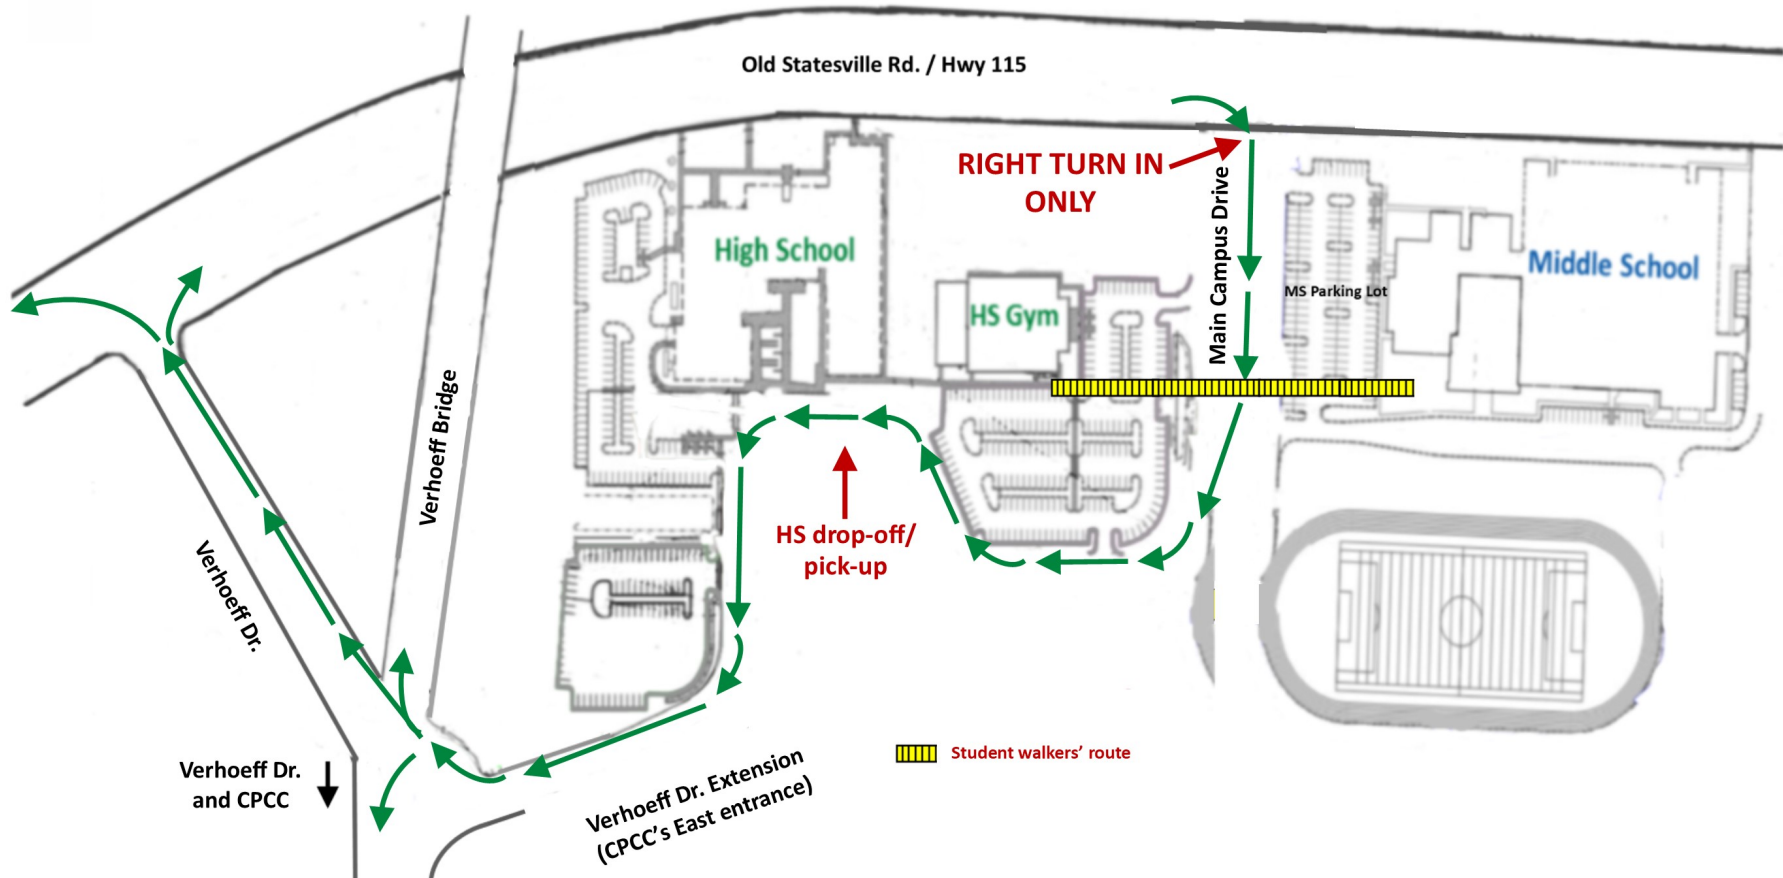 Old Statesville Rd. / Hwy 115
RIGHT TURN IN
ONLY
Main Campus Drive
High School
HS Gym
MS Parking Lot
Middle School
Verhoeff Bridge
HS drop-off/
pick-up
Verhoeff Dr.
Verhoeff Dr.
and CPCC
Verhoeff Dr. Extension
(CPCC's East entrance)
Student walkers' route